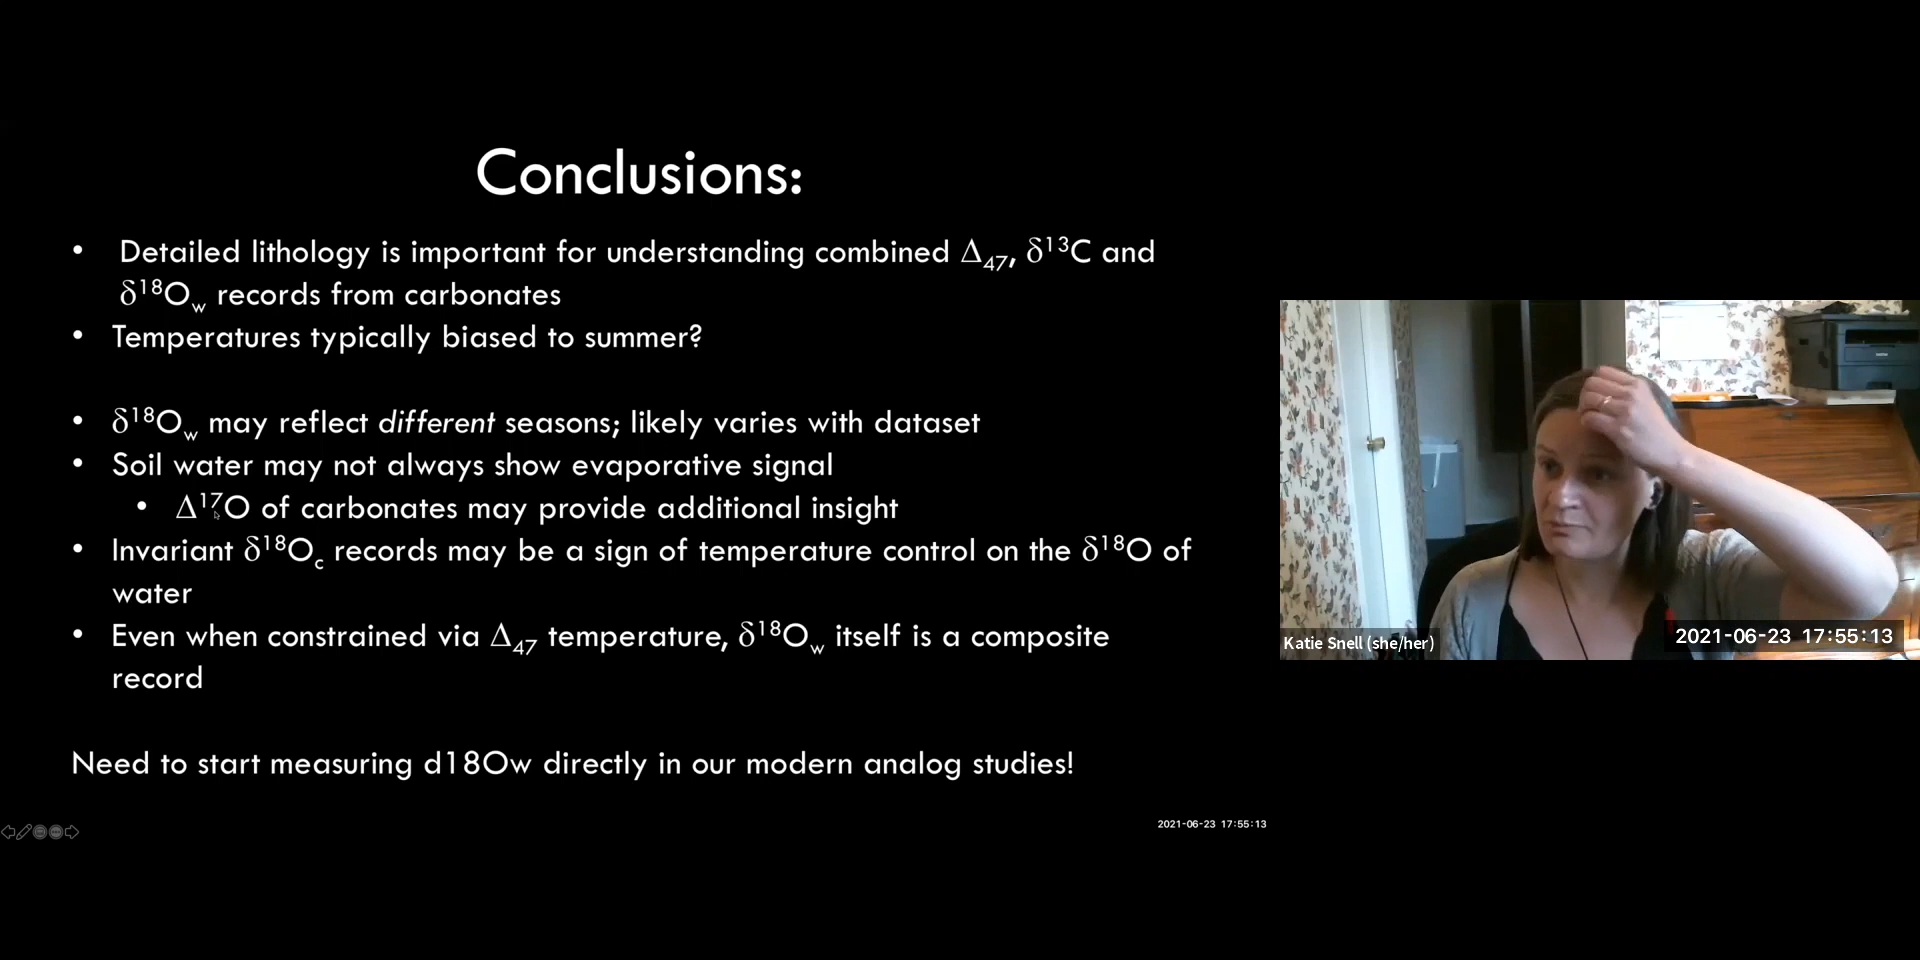 Conclusions:
• Detailed lithology is important for understanding combined Δ₄₇, δ¹³C and
δ¹⁸O_w records from carbonates
• Temperatures typically biased to summer?
• δ¹⁸O_w may reflect different seasons; likely varies with dataset
• Soil water may not always show evaporative signal
• Δ¹⁷O of carbonates may provide additional insight
• Invariant δ¹⁸O_c records may be a sign of temperature control on the δ¹⁸O of
water
• Even when constrained via Δ₄₇ temperature, δ¹⁸O_w itself is a composite
record
Need to start measuring d18Ow directly in our modern analog studies!
2021-06-23 17:55:13
Katie Snell (she/her)
2021-06-23 17:55:13